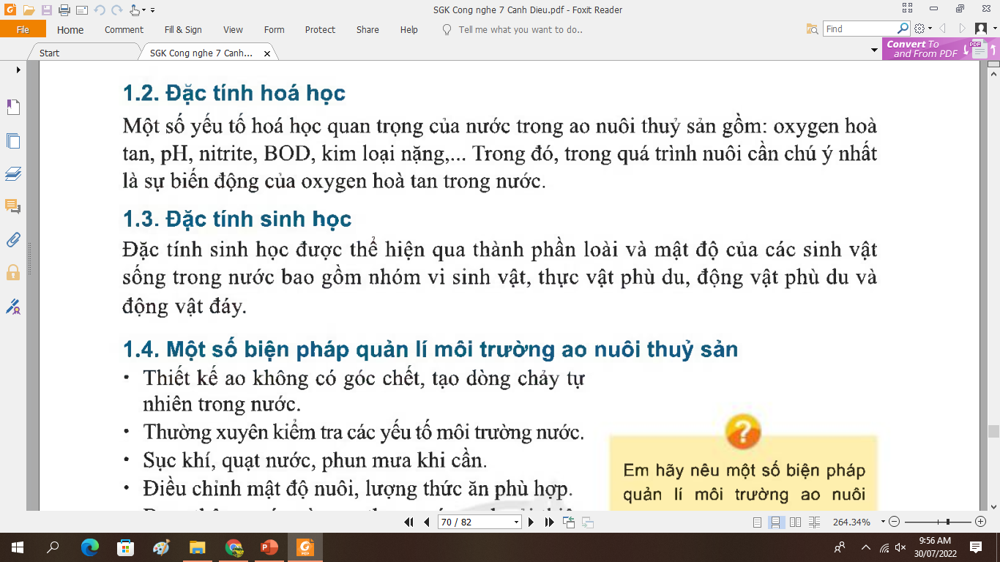 SGK Cong nghe 7 Canh Dieu.pdf - Foxit Reader
File Home Comment Fill & Sign View Form Protect Share Help Tell me what you want to do.. Find
Start SGK Cong nghe 7 Canh... x
Convert To
and From PDF
PDF
1.2. Đặc tính hoá học
Một số yếu tố hoá học quan trọng của nước trong ao nuôi thuỷ sản gồm: oxygen hoà
tan, pH, nitrite, BOD, kim loại nặng,... Trong đó, trong quá trình nuôi cần chú ý nhất
là sự biến động của oxygen hoà tan trong nước.
1.3. Đặc tính sinh học
Đặc tính sinh học được thể hiện qua thành phần loài và mật độ của các sinh vật
sống trong nước bao gồm nhóm vi sinh vật, thực vật phù du, động vật phù du và
động vật đáy.
1.4. Một số biện pháp quản lí môi trường ao nuôi thuỷ sản
• Thiết kế ao không có góc chết, tạo dòng chảy tự
nhiên trong nước.
• Thường xuyên kiểm tra các yếu tố môi trường nước.
• Sục khí, quạt nước, phun mưa khi cần.
• Điều chỉnh mật độ nuôi, lượng thức ăn phù hợp.
?
Em hãy nêu một số biện pháp
quản lí môi trường ao nuôi
70 / 82
264.34%
9:56 AM
30/07/2022